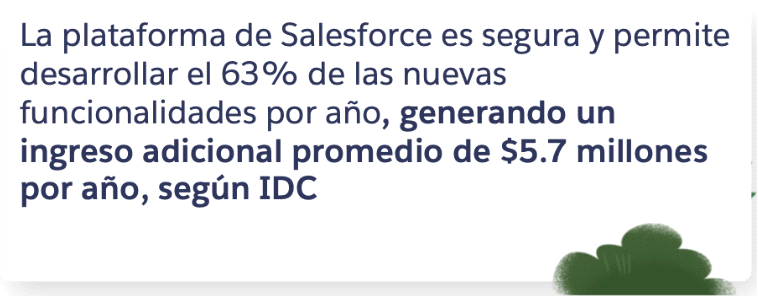 La plataforma de Salesforce es segura y permite
desarrollar el 63% de las nuevas
funcionalidades por año, generando un
ingreso adicional promedio de $5.7 millones
por año, según IDC